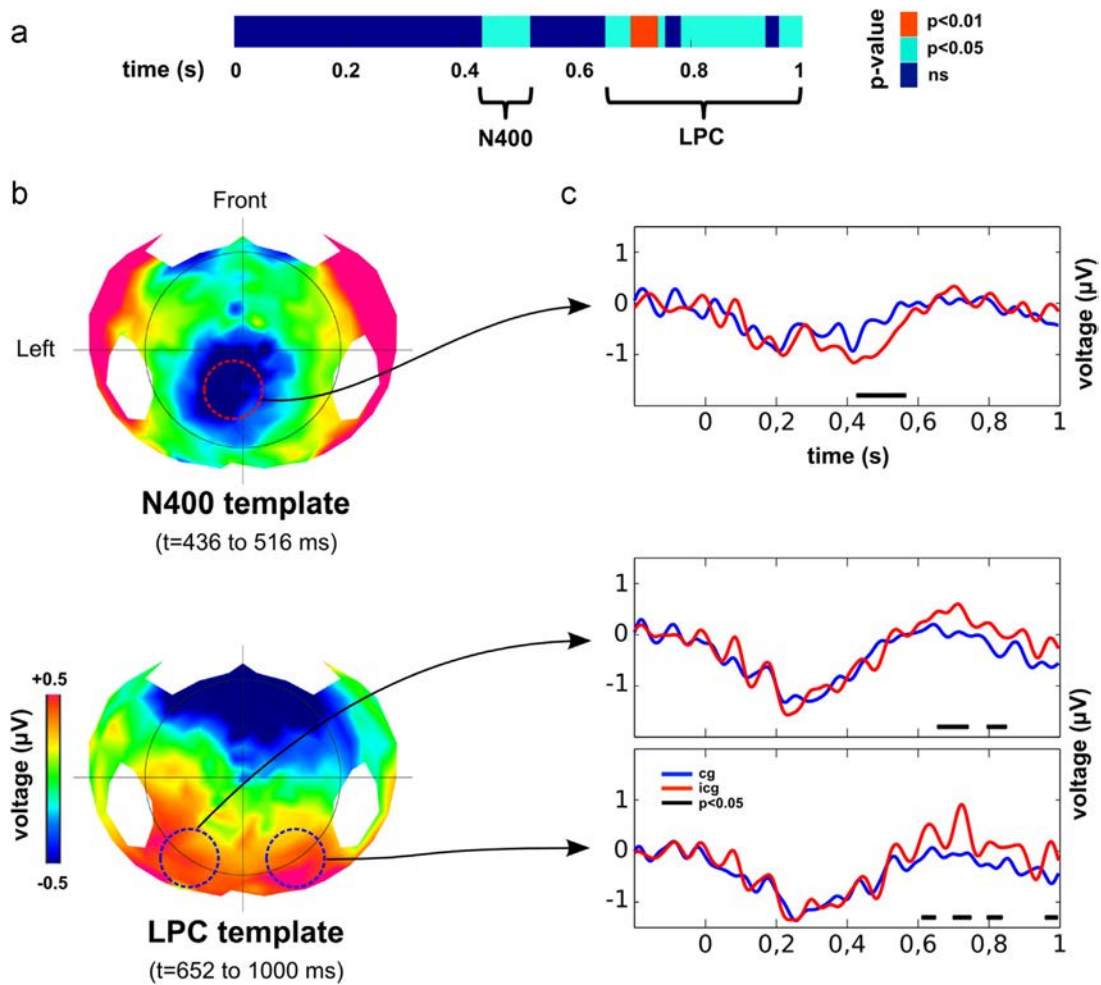 a
p<0.01
p<0.05
ns
p-value
time (s) 0 0.2 0.4 0.6 0.8 1
N400 LPC
b
Front
Left
N400 template
(t=436 to 516 ms)
+0.5
voltage (µV)
-0.5
LPC template
(t=652 to 1000 ms)
c
1
0
-1
voltage (µV)
0 0,2 0,4 0,6 0,8 1
time (s)
1
0
-1
voltage (µV)
cg
icg
p<0.05
1
0
-1
0 0,2 0,4 0,6 0,8 1